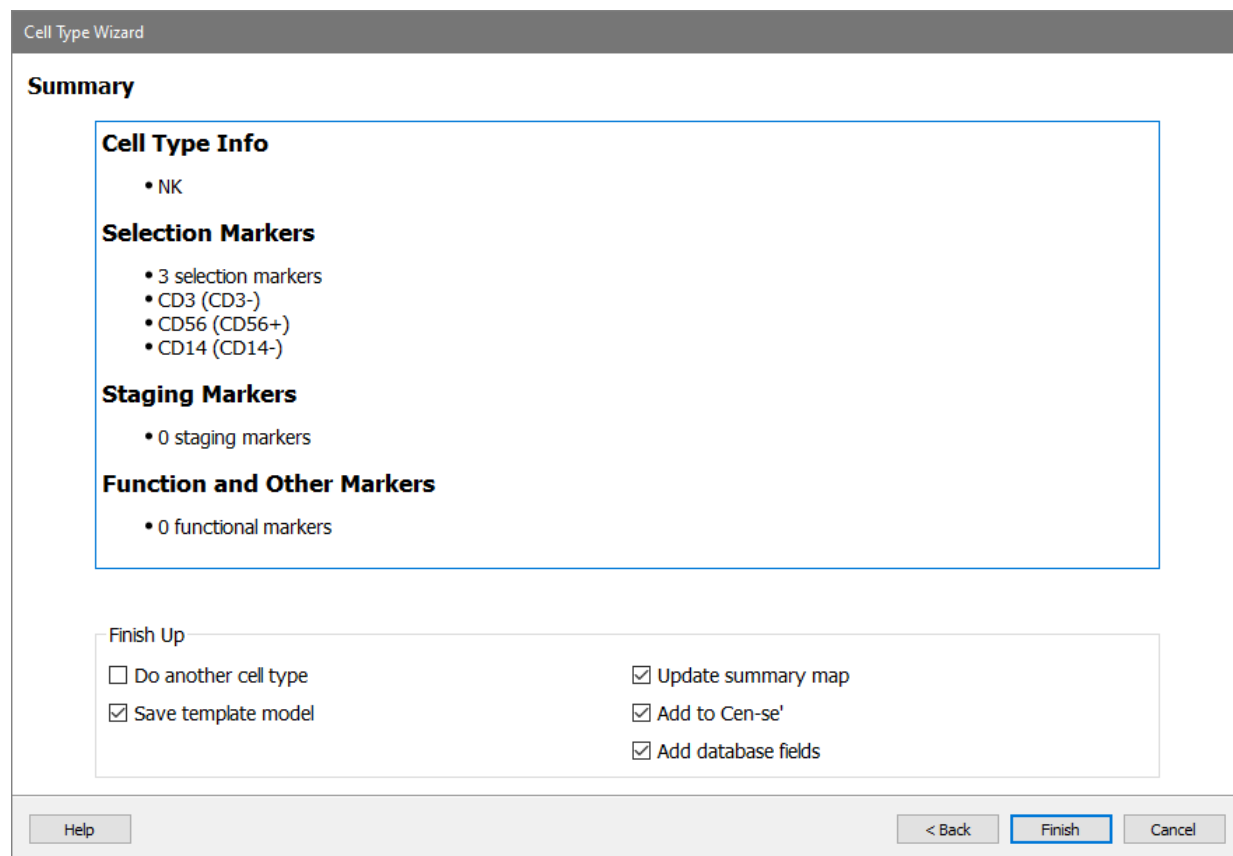 Cell Type Wizard
Summary
Cell Type Info
• NK
Selection Markers
• 3 selection markers
• CD3 (CD3-)
• CD56 (CD56+)
• CD14 (CD14-)
Staging Markers
• 0 staging markers
Function and Other Markers
• 0 functional markers
Finish Up
Do another cell type
Update summary map
Save template model
Add to Cen-se'
Add database fields
Help
< Back
Finish
Cancel